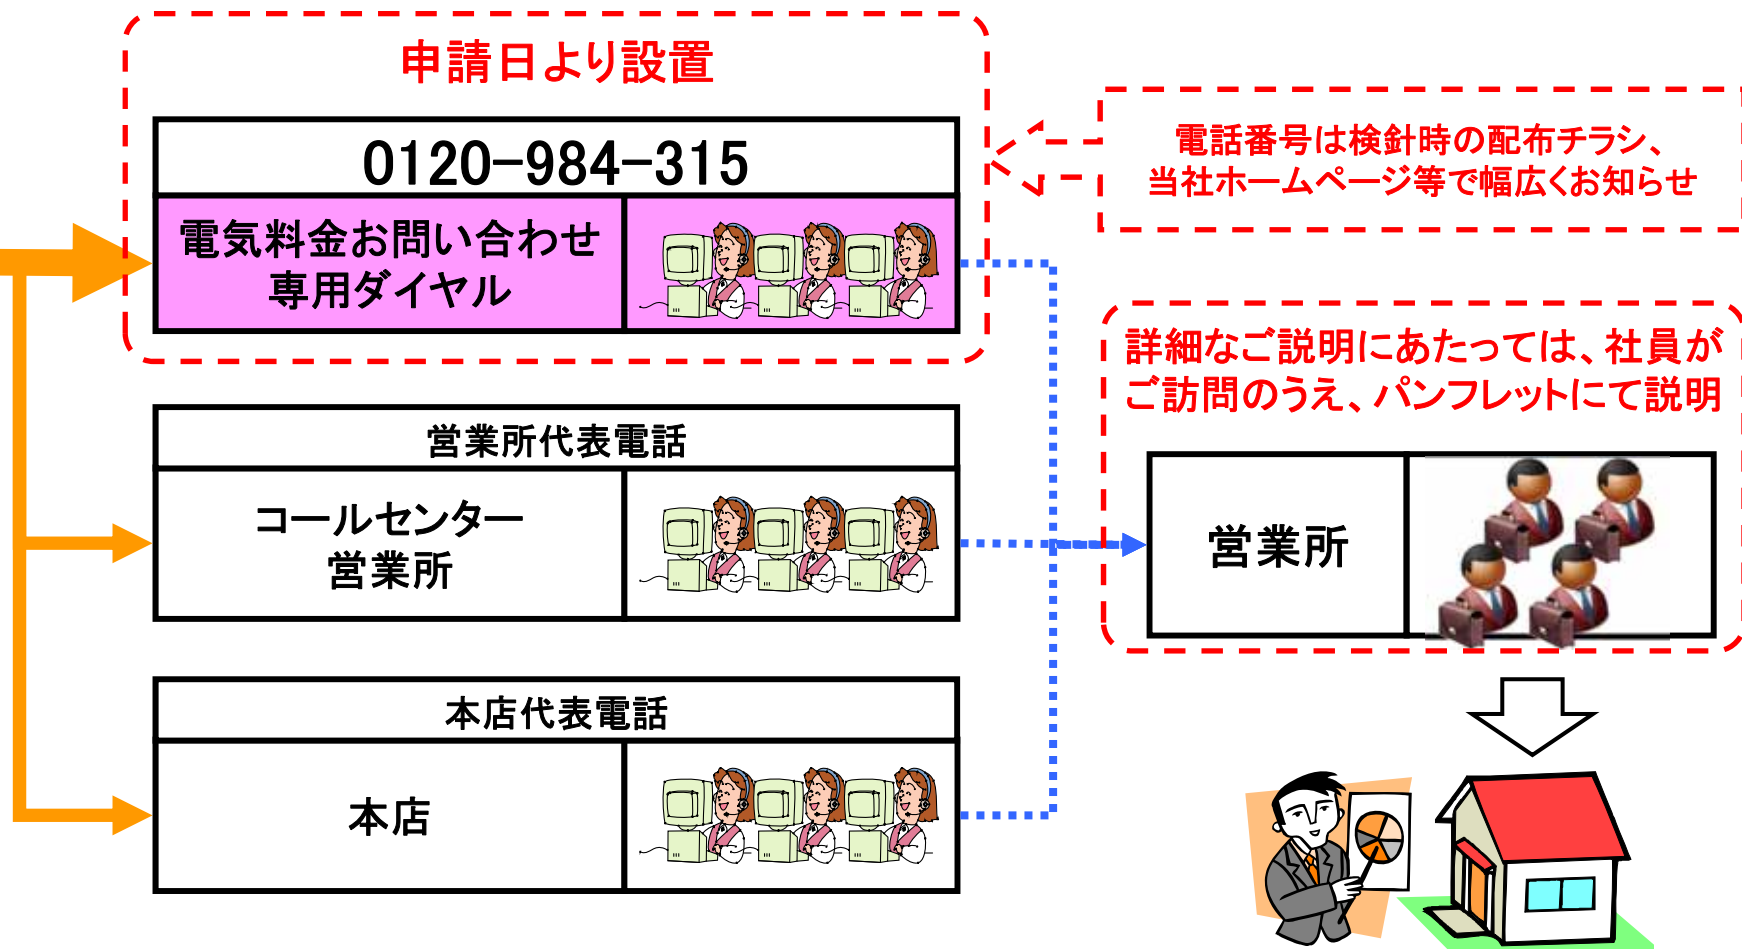 申請日より設置
0120-984-315
電気料金お問い合わせ
専用ダイヤル
電話番号は検針時の配布チラシ、
当社ホームページ等で幅広くお知らせ
詳細なご説明にあたっては、社員が
ご訪問のうえ、パンフレットにて説明
営業所代表電話
コールセンター
営業所
営業所
本店代表電話
本店